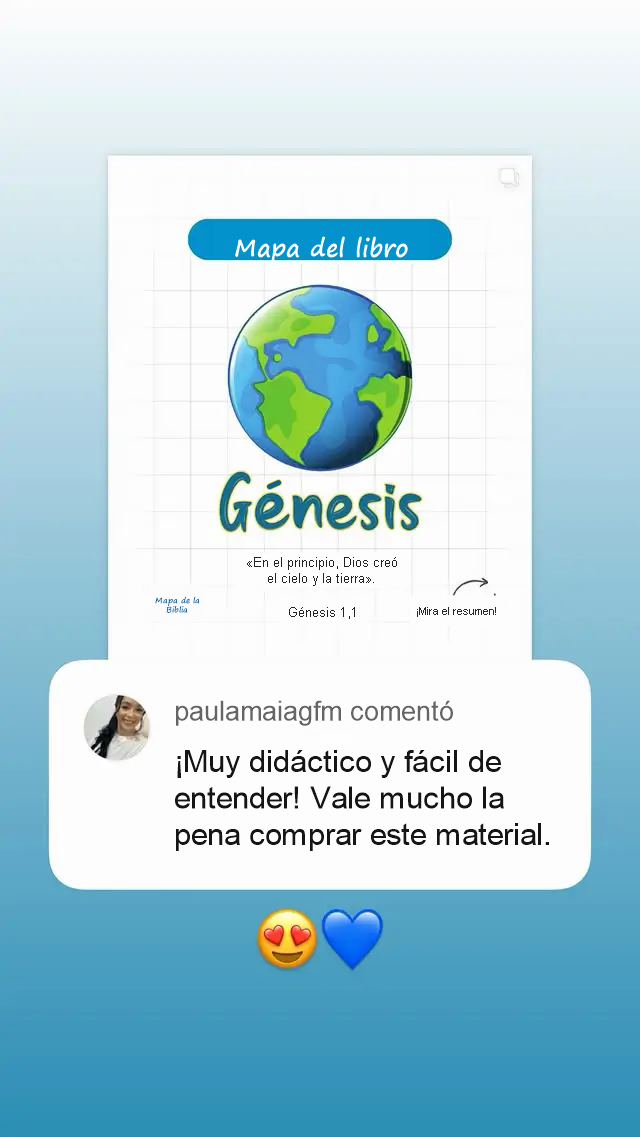 Mapa del libro
Génesis
«En el principio, Dios creó
el cielo y la tierra».
Mapa de la
Biblia
Génesis 1,1
¡Mira el resumen!
paulamaiagfm comentó
¡Muy didáctico y fácil de
entender! Vale mucho la
pena comprar este material.